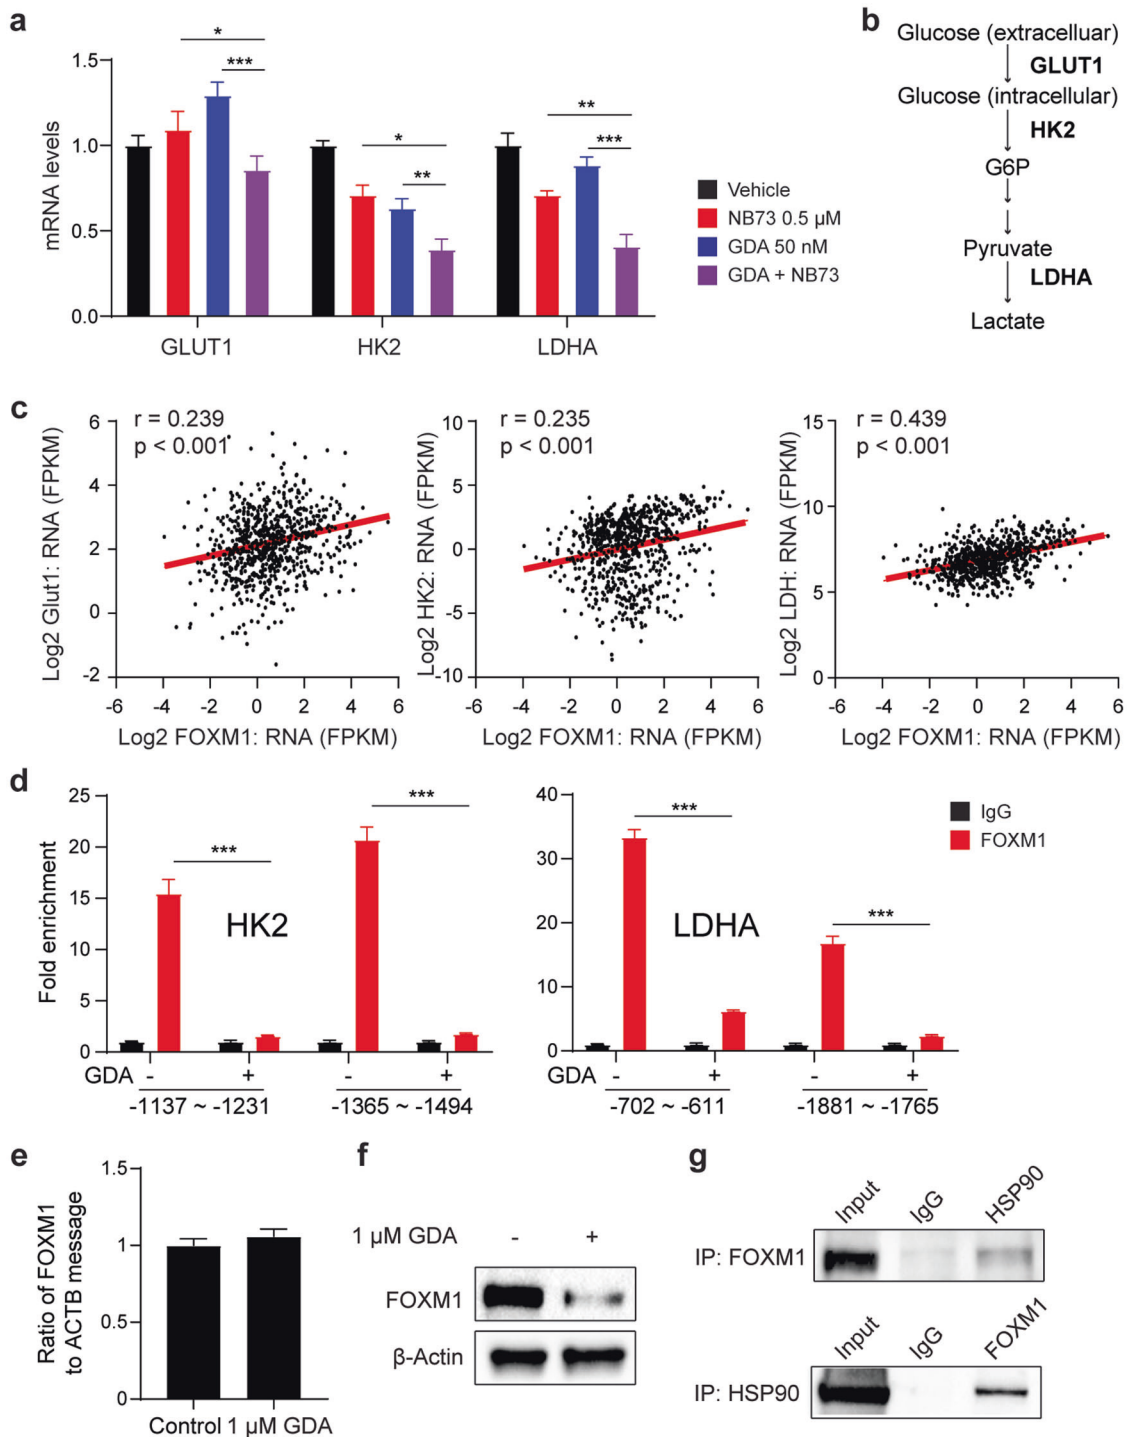 a
mRNA levels
1.5
1.0
0.5
0.0
* *** * ** ** ***
GLUT1 HK2 LDHA
Vehicle
NB73 0.5 µM
GDA 50 nM
GDA + NB73
b
Glucose (extracelluar)
GLUT1
Glucose (intracellular)
HK2
G6P
Pyruvate
LDHA
Lactate
c
r = 0.239
p < 0.001
Log2 Glut1: RNA (FPKM)
6
4
2
0
-2
-6 -4 -2 0 2 4 6
Log2 FOXM1: RNA (FPKM)
r = 0.235
p < 0.001
Log2 HK2: RNA (FPKM)
10
5
0
-5
-10
-6 -4 -2 0 2 4 6
Log2 FOXM1: RNA (FPKM)
r = 0.439
p < 0.001
Log2 LDH: RNA (FPKM)
15
10
5
0
-6 -4 -2 0 2 4 6
Log2 FOXM1: RNA (FPKM)
d
Fold enrichment
25
20
15
10
5
0
*** ***
HK2
GDA - + - +
-1137 ~ -1231 -1365 ~ -1494
40
30
20
10
0
*** ***
LDHA
GDA - + - +
-702 ~ -611 -1881 ~ -1765
IgG
FOXM1
e
Ratio of FOXM1
to ACTB message
1.5
1
0.5
0
Control 1 µM GDA
f
1 µM GDA - +
FOXM1
β-Actin
g
Input IgG HSP90
IP: FOXM1
Input IgG FOXM1
IP: HSP90